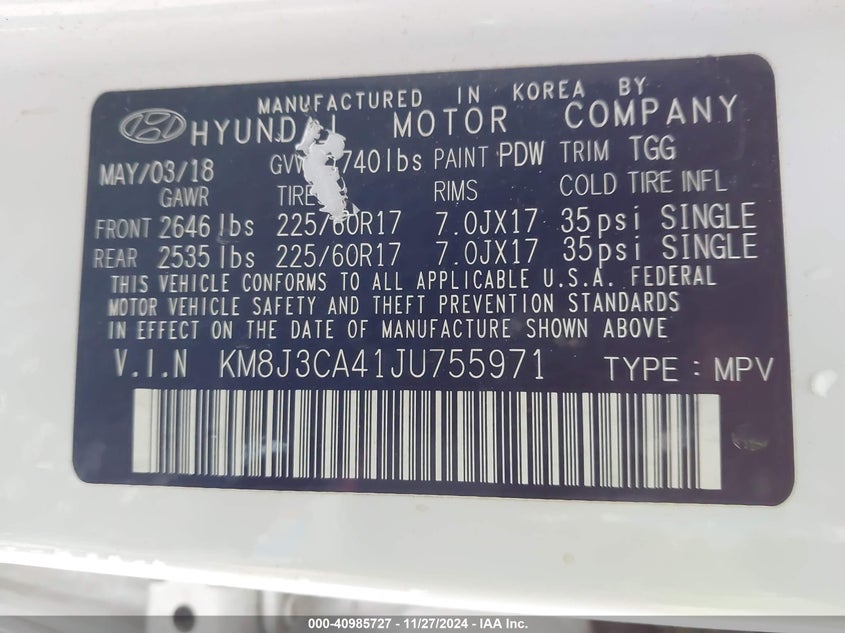 MANUFACTURED IN KOREA BY
HYUNDAI MOTOR COMPANY
MAY/03/18 740lbs PAINT PDW TRIM TGG
GAWR TIRE RIMS COLD TIRE INFL
FRONT 2646 lbs 225/60R17 7.0JX17 35psi SINGLE
REAR 2535 lbs 225/60R17 7.0JX17 35psi SINGLE
THIS VEHICLE CONFORMS TO ALL APPLICABLE U.S.A. FEDERAL
MOTOR VEHICLE SAFETY AND THEFT PREVENTION STANDARDS
IN EFFECT ON THE DATE OF MANUFACTURE SHOWN ABOVE
V.I.N KM8J3CA41JU755971 TYPE : MPV
000-40985727 - 11/27/2024 - IAA Inc.